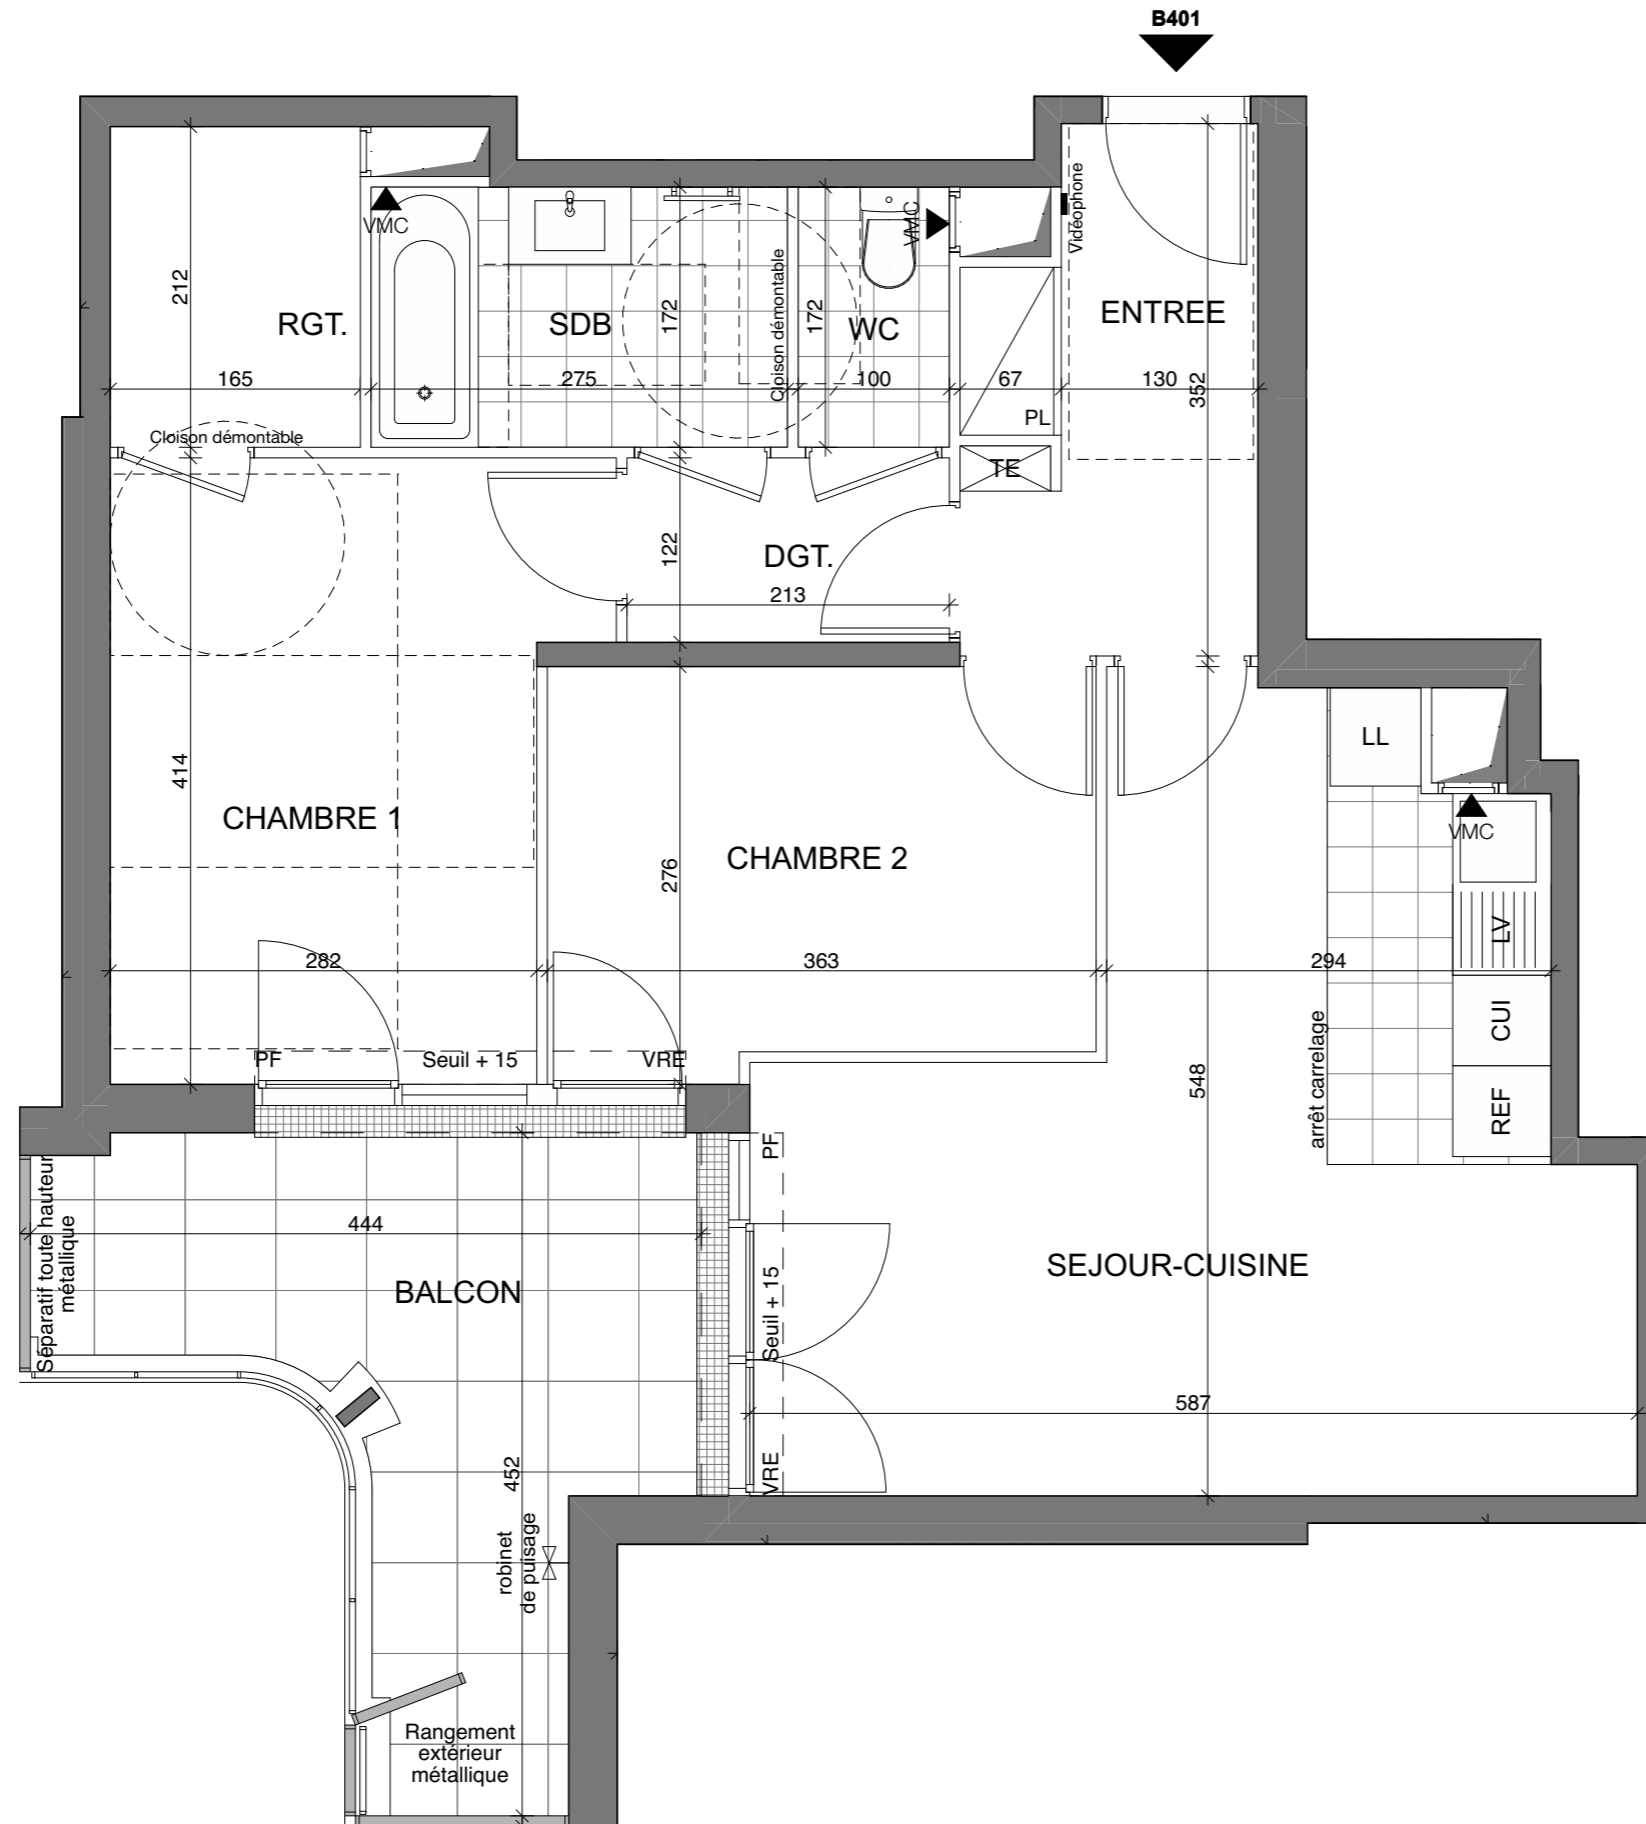 B401
VMC
VMC
Vidéophone
212
RGT.
SDB
172
Cloison démontable
172
WC
ENTREE
165
275
100
67
130
352
PL
Cloison démontable
TE
122
DGT.
213
LL
414
CHAMBRE 1
CHAMBRE 2
276
VMC
LV
282
363
294
CUI
PF
Seuil + 15
VRE
548
arrêt carrelage
REF
PF
Séparatif toute hauteur
métallique
444
BALCON
Seuil + 15
SEJOUR-CUISINE
587
452
VRE
robinet
de puisage
Rangement
extérieur
métallique